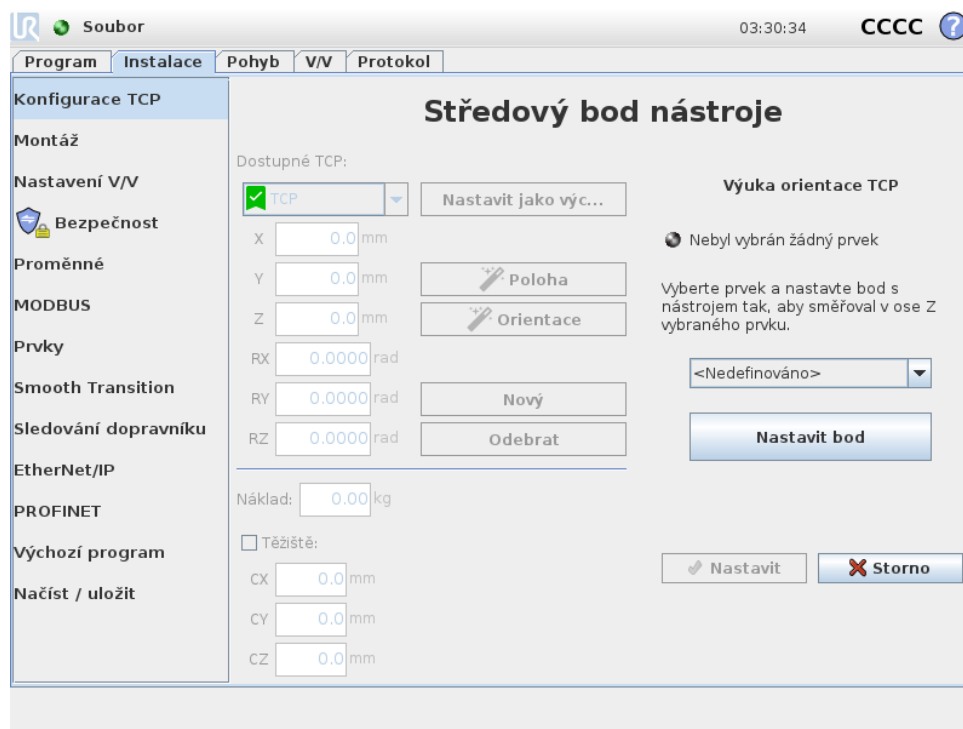 UR Soubor 03:30:34 CCCC ?
Program Instalace Pohyb V/V Protokol
Konfigurace TCP
Montáž
Nastavení V/V
Bezpečnost
Proměnné
MODBUS
Prvky
Smooth Transition
Sledování dopravníku
EtherNet/IP
PROFINET
Výchozí program
Načíst / uložit
Středový bod nástroje
Dostupné TCP:
TCP Nastavit jako výc...
X 0.0 mm
Y 0.0 mm Poloha
Z 0.0 mm Orientace
RX 0.0000 rad
RY 0.0000 rad Nový
RZ 0.0000 rad Odebrat
Náklad: 0.00 kg
Těžiště:
CX 0.0 mm
CY 0.0 mm
CZ 0.0 mm
Výuka orientace TCP
Nebyl vybrán žádný prvek
Vyberte prvek a nastavte bod s
nástrojem tak, aby směřoval v ose Z
vybraného prvku.
<Nedefinováno>
Nastavit bod
Nastavit Storno